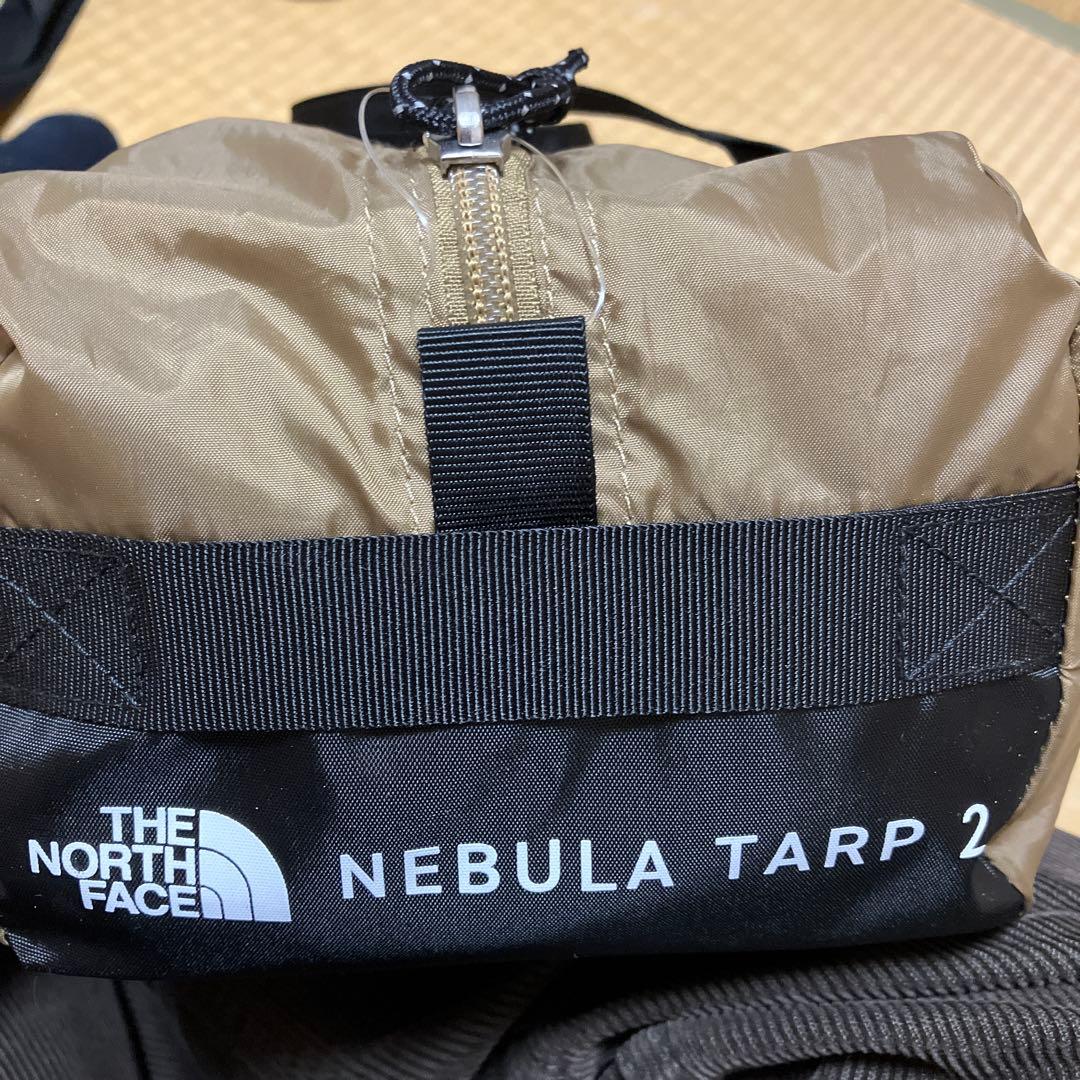 THE
NORTH
FACE
NEBULA TARP 2